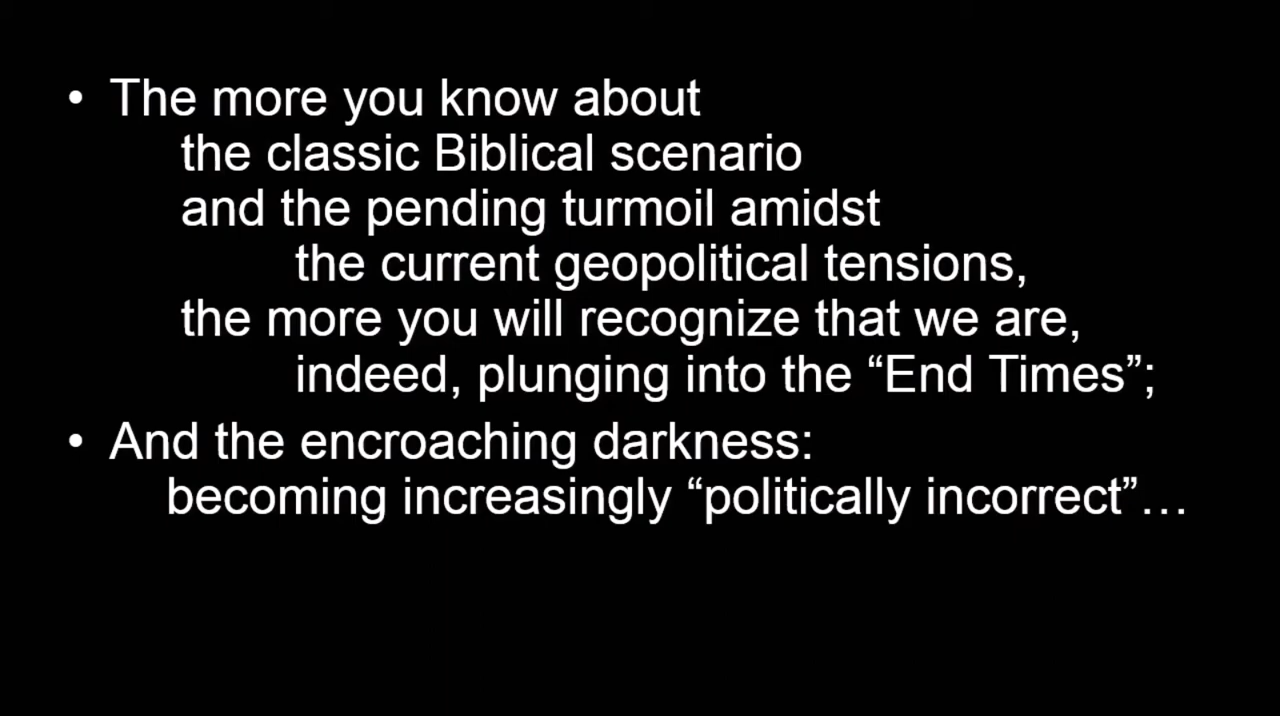 • The more you know about
the classic Biblical scenario
and the pending turmoil amidst
the current geopolitical tensions,
the more you will recognize that we are,
indeed, plunging into the “End Times”;
• And the encroaching darkness:
becoming increasingly “politically incorrect”…